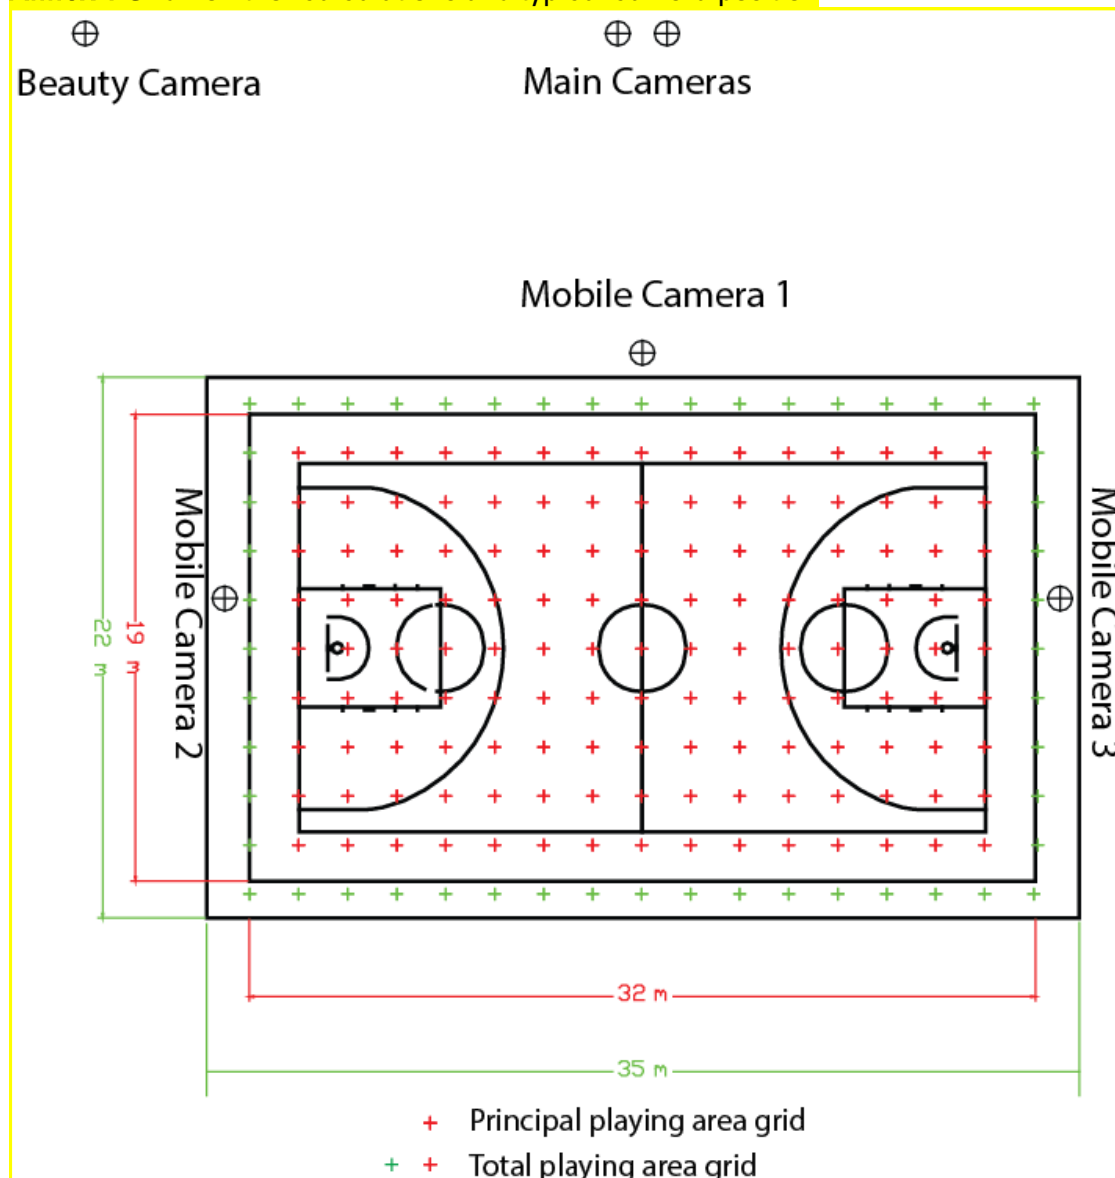 Beauty Camera
Main Cameras
Mobile Camera 1
Mobile Camera 2
22 m
19 m
Mobile Camera 3
32 m
35 m
Principal playing area grid
Total playing area grid